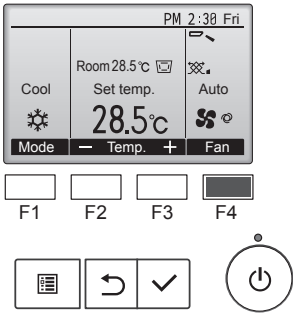 PM 2:30 Fri
Room 28.5°C
Cool Set temp. Auto
28.5°C
Mode − Temp. + Fan
F1 F2 F3 F4